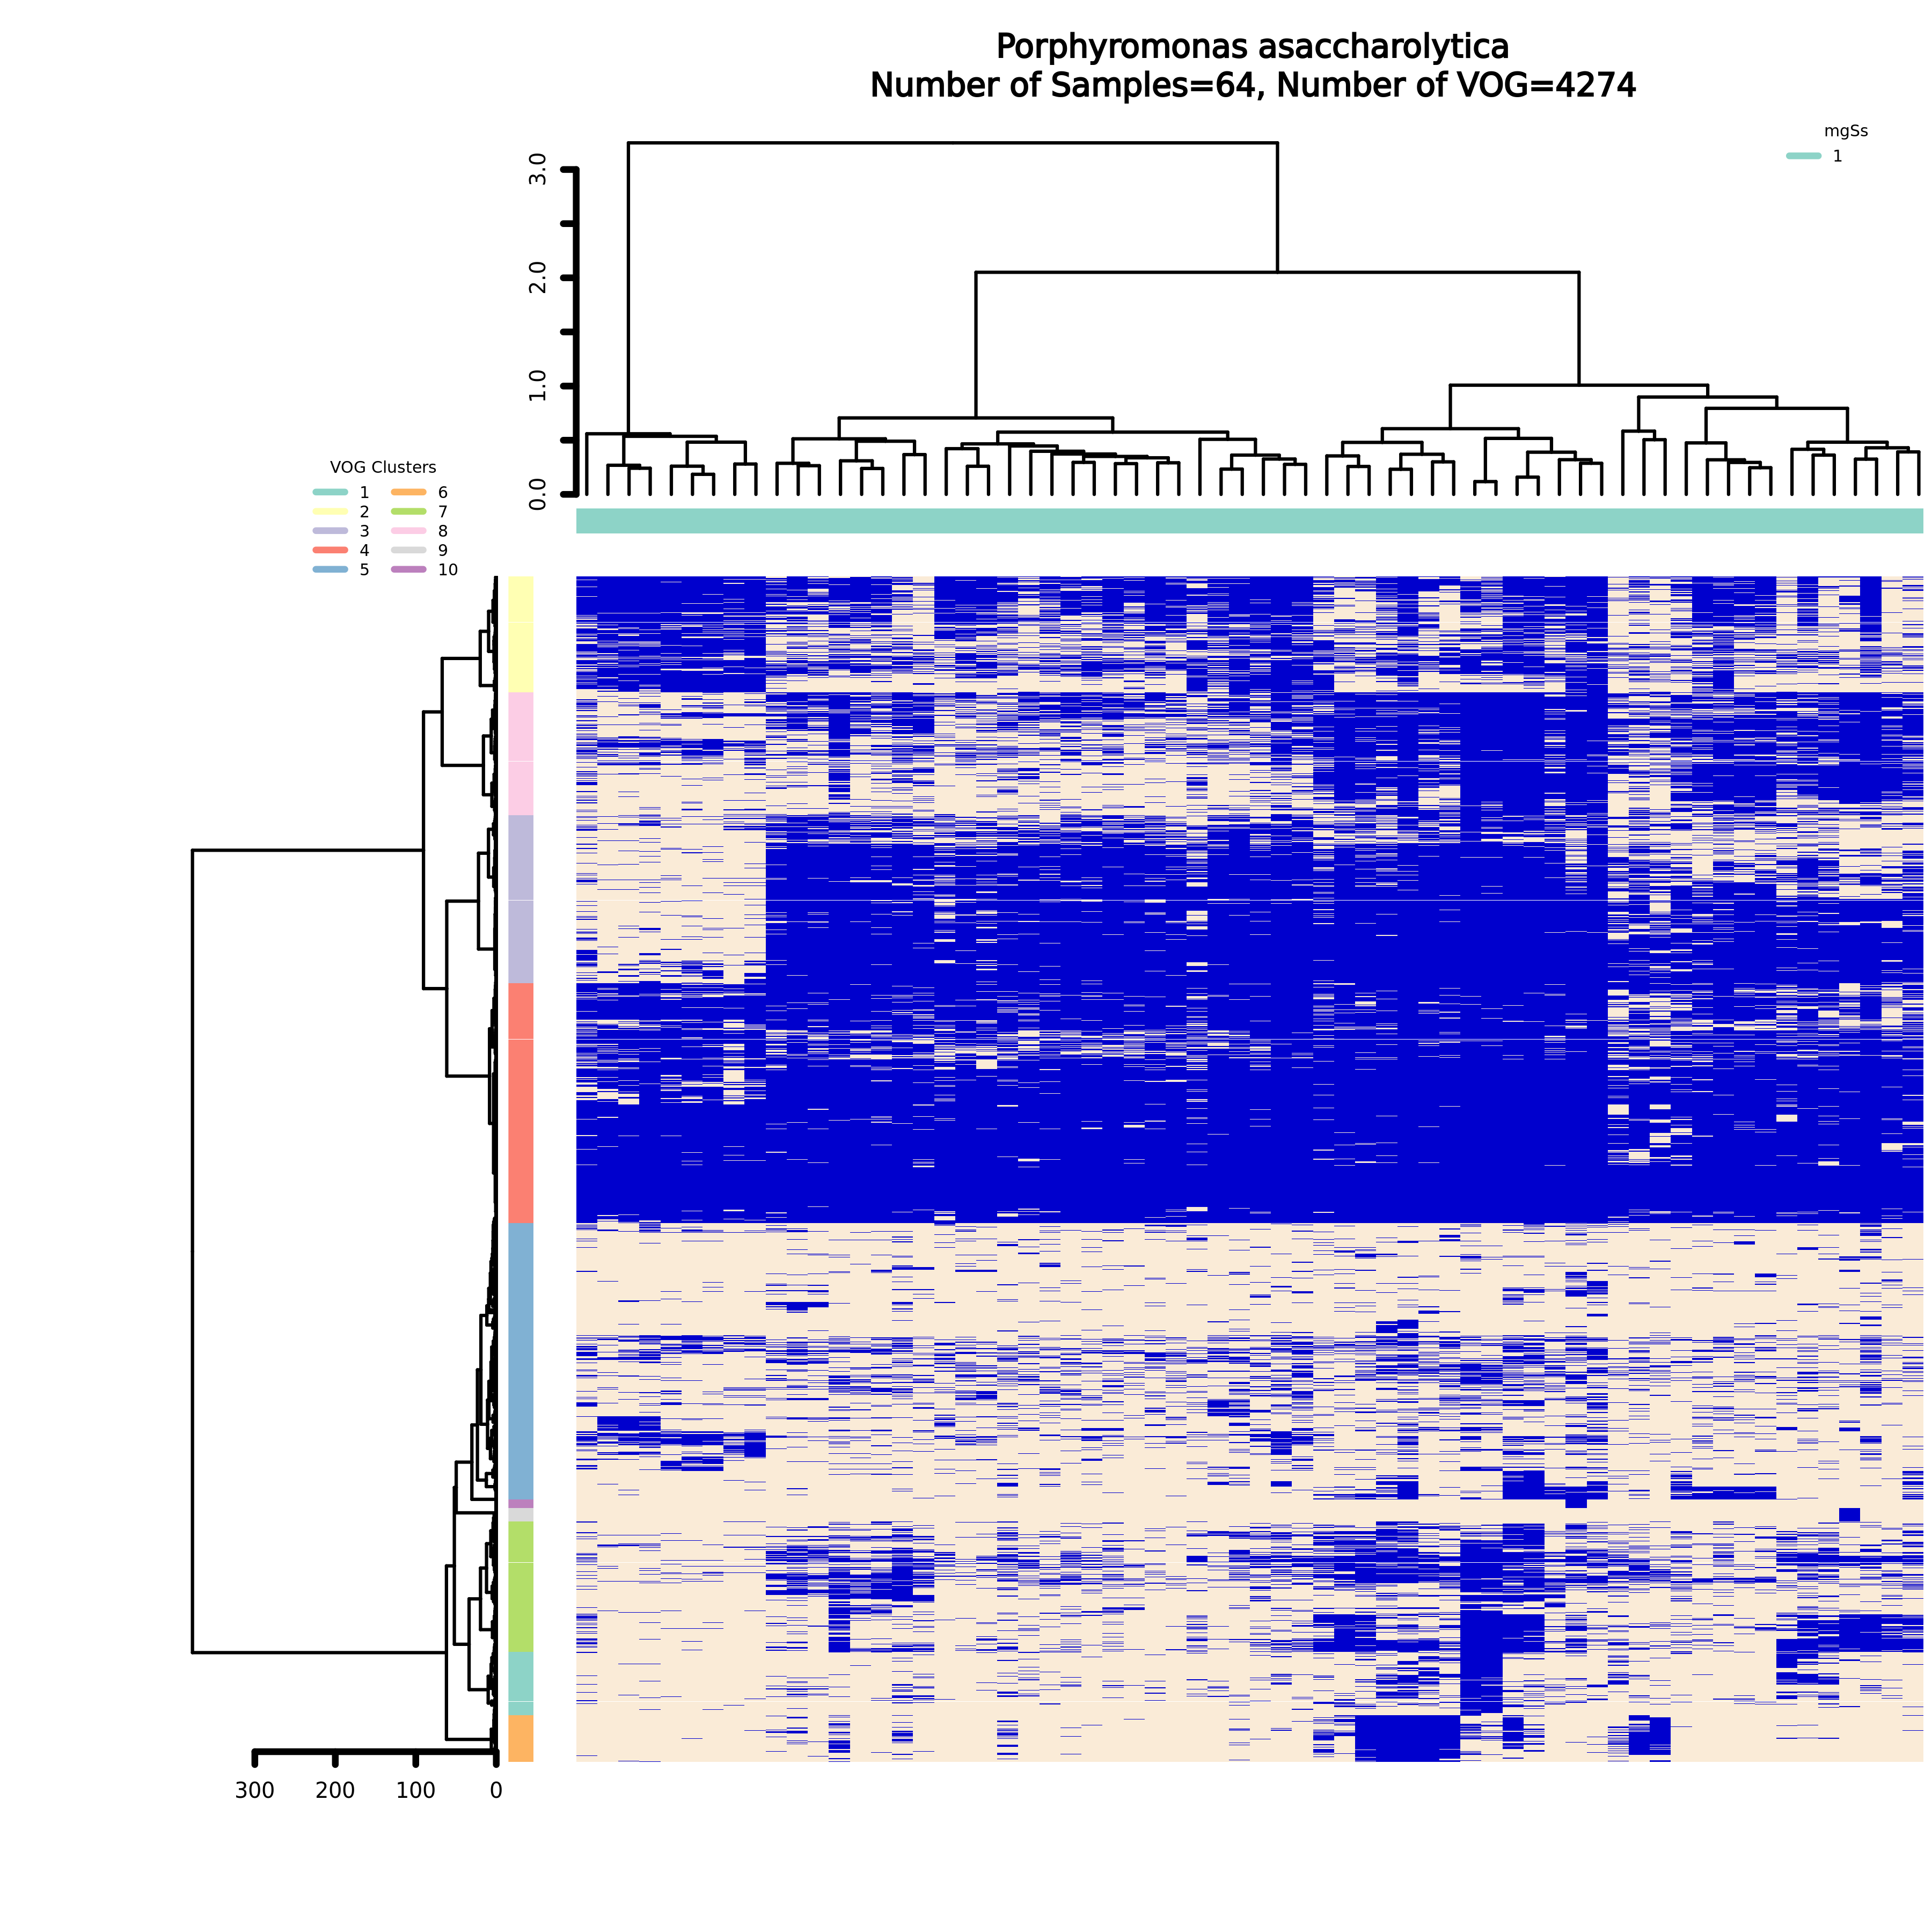 Porphyromonas asaccharolytica
Number of Samples=64, Number of VOG=4274
mgSs
1
3.0
2.0
1.0
0.0
VOG Clusters
1 6
2 7
3 8
4 9
5 10
300 200 100 0